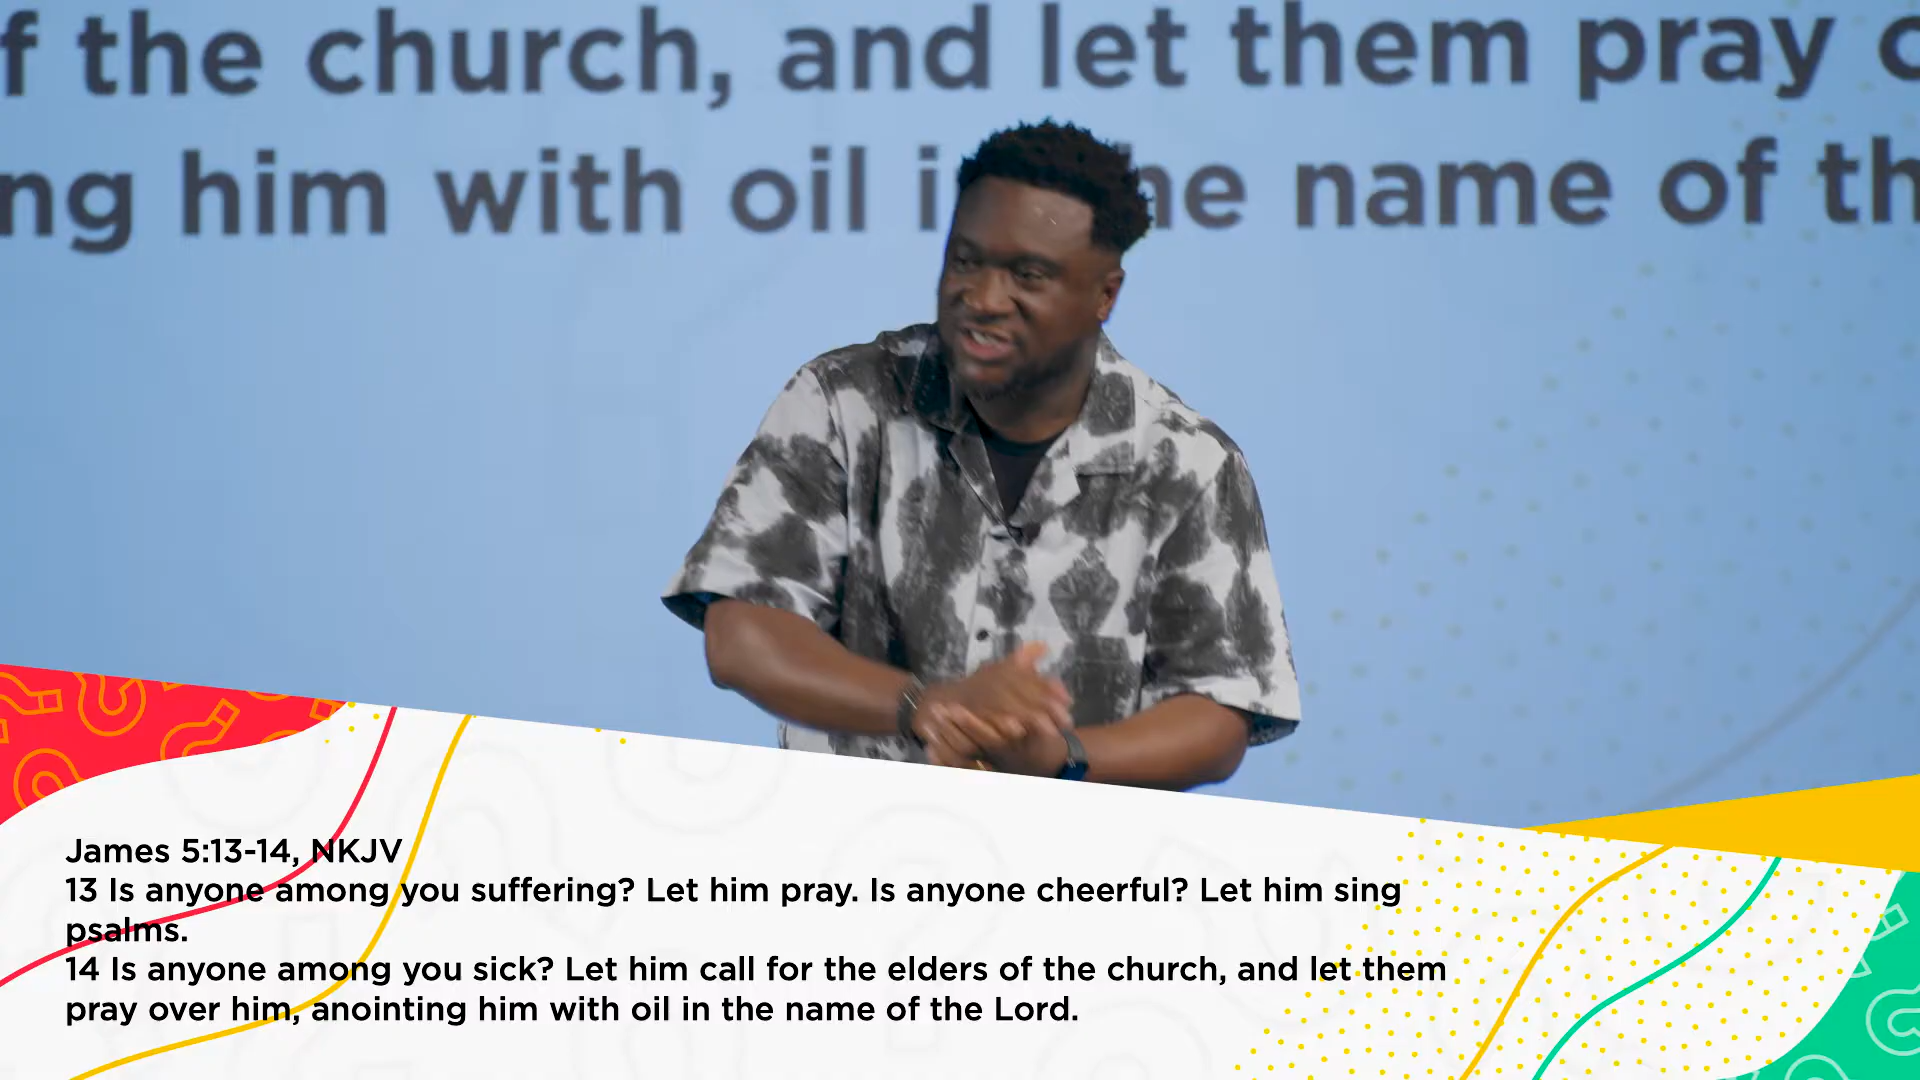 f the church, and let them pray
ng him with oil in the name of th
James 5:13-14, NKJV
13 Is anyone among you suffering? Let him pray. Is anyone cheerful? Let him sing
psalms.
14 Is anyone among you sick? Let him call for the elders of the church, and let them
pray over him, anointing him with oil in the name of the Lord.